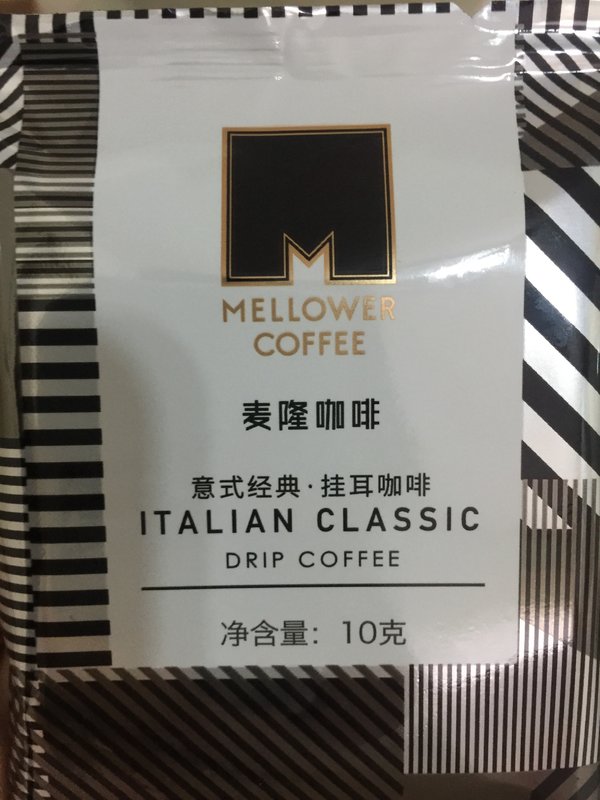 MELLOWER
COFFEE
麦隆咖啡
意式经典·挂耳咖啡
ITALIAN CLASSIC
DRIP COFFEE
净含量：10克